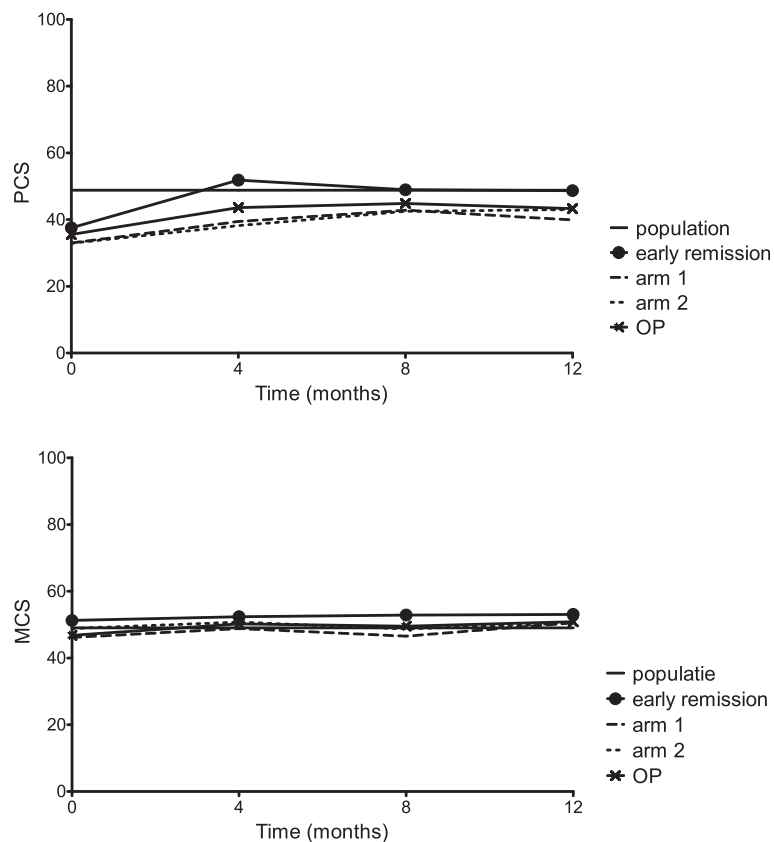 100
80
60
40
20
0
PCS
0 4 8 12
Time (months)
population
early remission
arm 1
arm 2
OP
100
80
60
40
20
0
MCS
0 4 8 12
Time (months)
populatie
early remission
arm 1
arm 2
OP